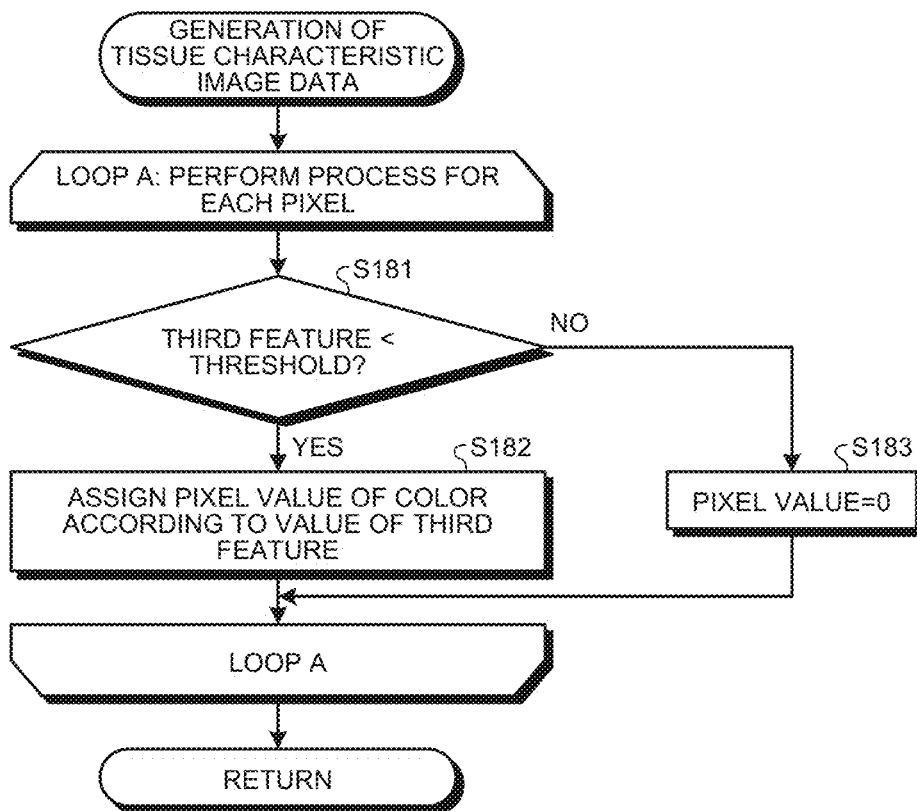 GENERATION OF
TISSUE CHARACTERISTIC
IMAGE DATA
LOOP A: PERFORM PROCESS FOR
EACH PIXEL
S181
THIRD FEATURE <
THRESHOLD?
NO
YES
S182
ASSIGN PIXEL VALUE OF COLOR
ACCORDING TO VALUE OF THIRD
FEATURE
S183
PIXEL VALUE=0
LOOP A
RETURN